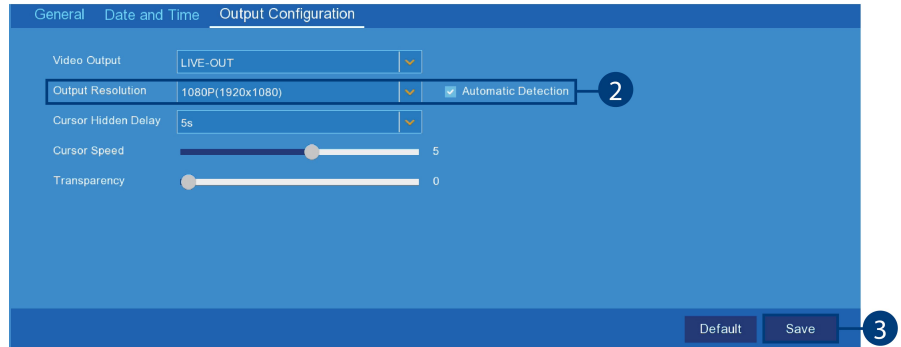 General Date and Time Output Configuration
Video Output LIVE-OUT
Output Resolution 1080P(1920x1080) Automatic Detection 2
Cursor Hidden Delay 5s
Cursor Speed 5
Transparency 0
Default Save 3